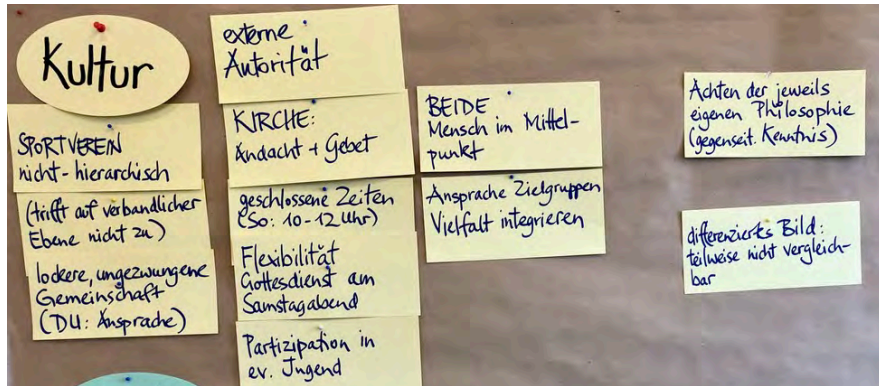 Kultur
SPORTVEREIN
nicht-hierarchisch
(trifft auf verbandlicher
Ebene nicht zu)
lockere, ungezwungene
Gemeinschaft
(DU: Ansprache)
externe
Autorität
KIRCHE:
Andacht + Gebet
geschlossene Zeiten
(So: 10-12 Uhr)
Flexibilität
Gottesdienst am
Samstagabend
Partizipation in
ev. Jugend
BEIDE
Mensch im Mittel-
punkt
Ansprache Zielgruppen
Vielfalt integrieren
Achten der jeweils
eigenen Philosophie
(gegenseit. Kenntnis)
differenziertes Bild:
teilweise nicht vergleich-
bar